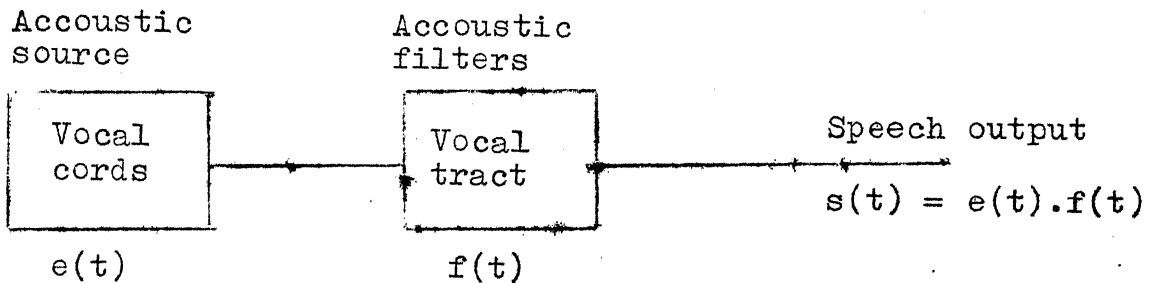 Accoustic
source
Accoustic
filters
Vocal
cords
Vocal
tract
Speech output
s(t) = e(t).f(t)
e(t)
f(t)